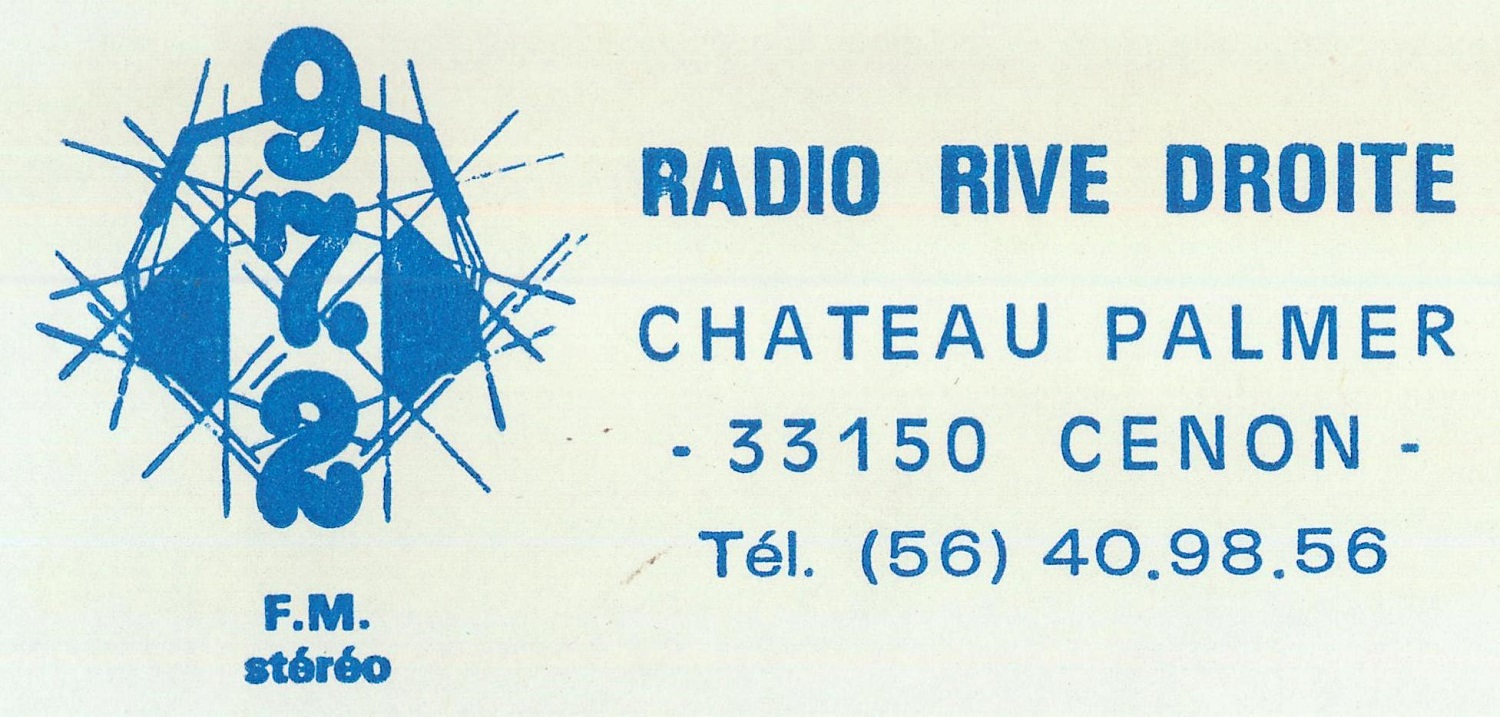 9
7.
2
F.M.
stéréo
RADIO RIVE DROITE
CHATEAU PALMER
- 33150 CENON -
Tél. (56) 40.98.56